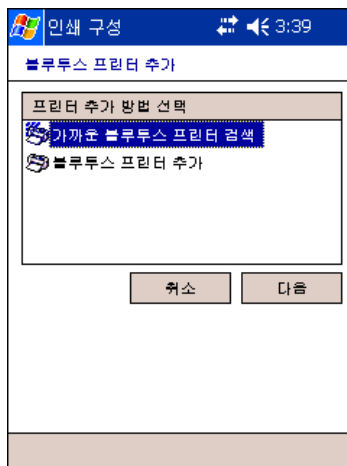 인쇄 구성 3:39
블루투스 프린터 추가
프린터 추가 방법 선택
가까운 블루투스 프린터 검색
블루투스 프린터 추가
취소 다음